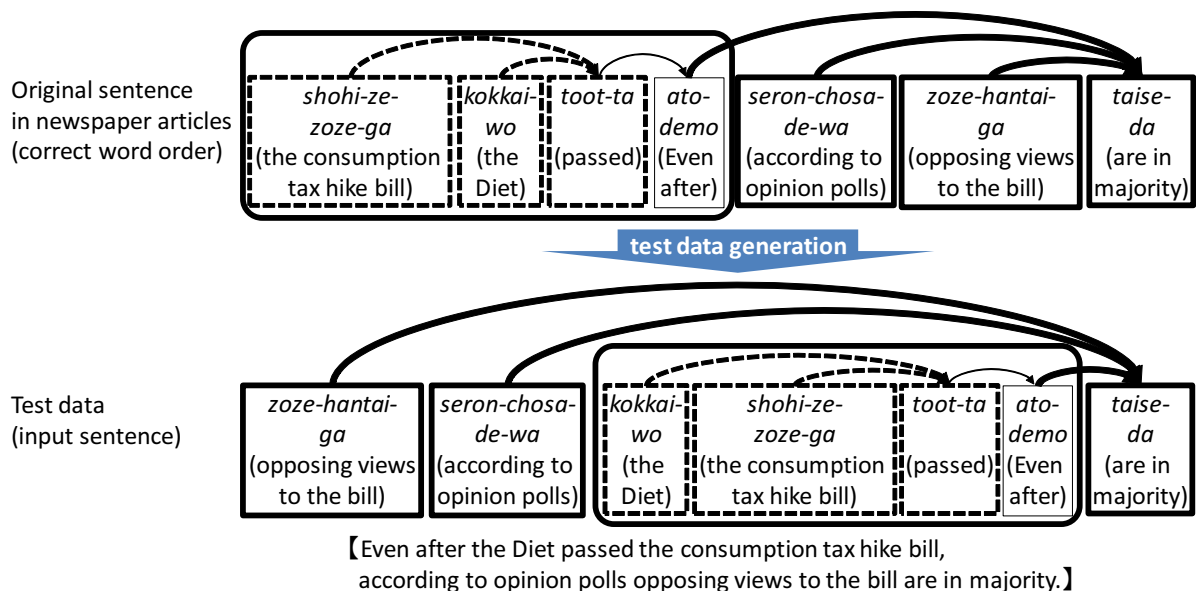 Original sentence
in newspaper articles
(correct word order)
shohi-ze-
zoze-ga
(the consumption
tax hike bill)
kokkai-
wo
(the
Diet)
toot-ta
(passed)
ato-
demo
(Even
after)
seron-chosa-
de-wa
(according to
opinion polls)
zoze-hantai-
ga
(opposing views
to the bill)
taise-
da
(are in
majority)
test data generation
Test data
(input sentence)
zoze-hantai-
ga
(opposing views
to the bill)
seron-chosa-
de-wa
(according to
opinion polls)
kokkai-
wo
(the
Diet)
shohi-ze-
zoze-ga
(the consumption
tax hike bill)
toot-ta
(passed)
ato-
demo
(Even
after)
taise-
da
(are in
majority)
【Even after the Diet passed the consumption tax hike bill,
according to opinion polls opposing views to the bill are in majority.】